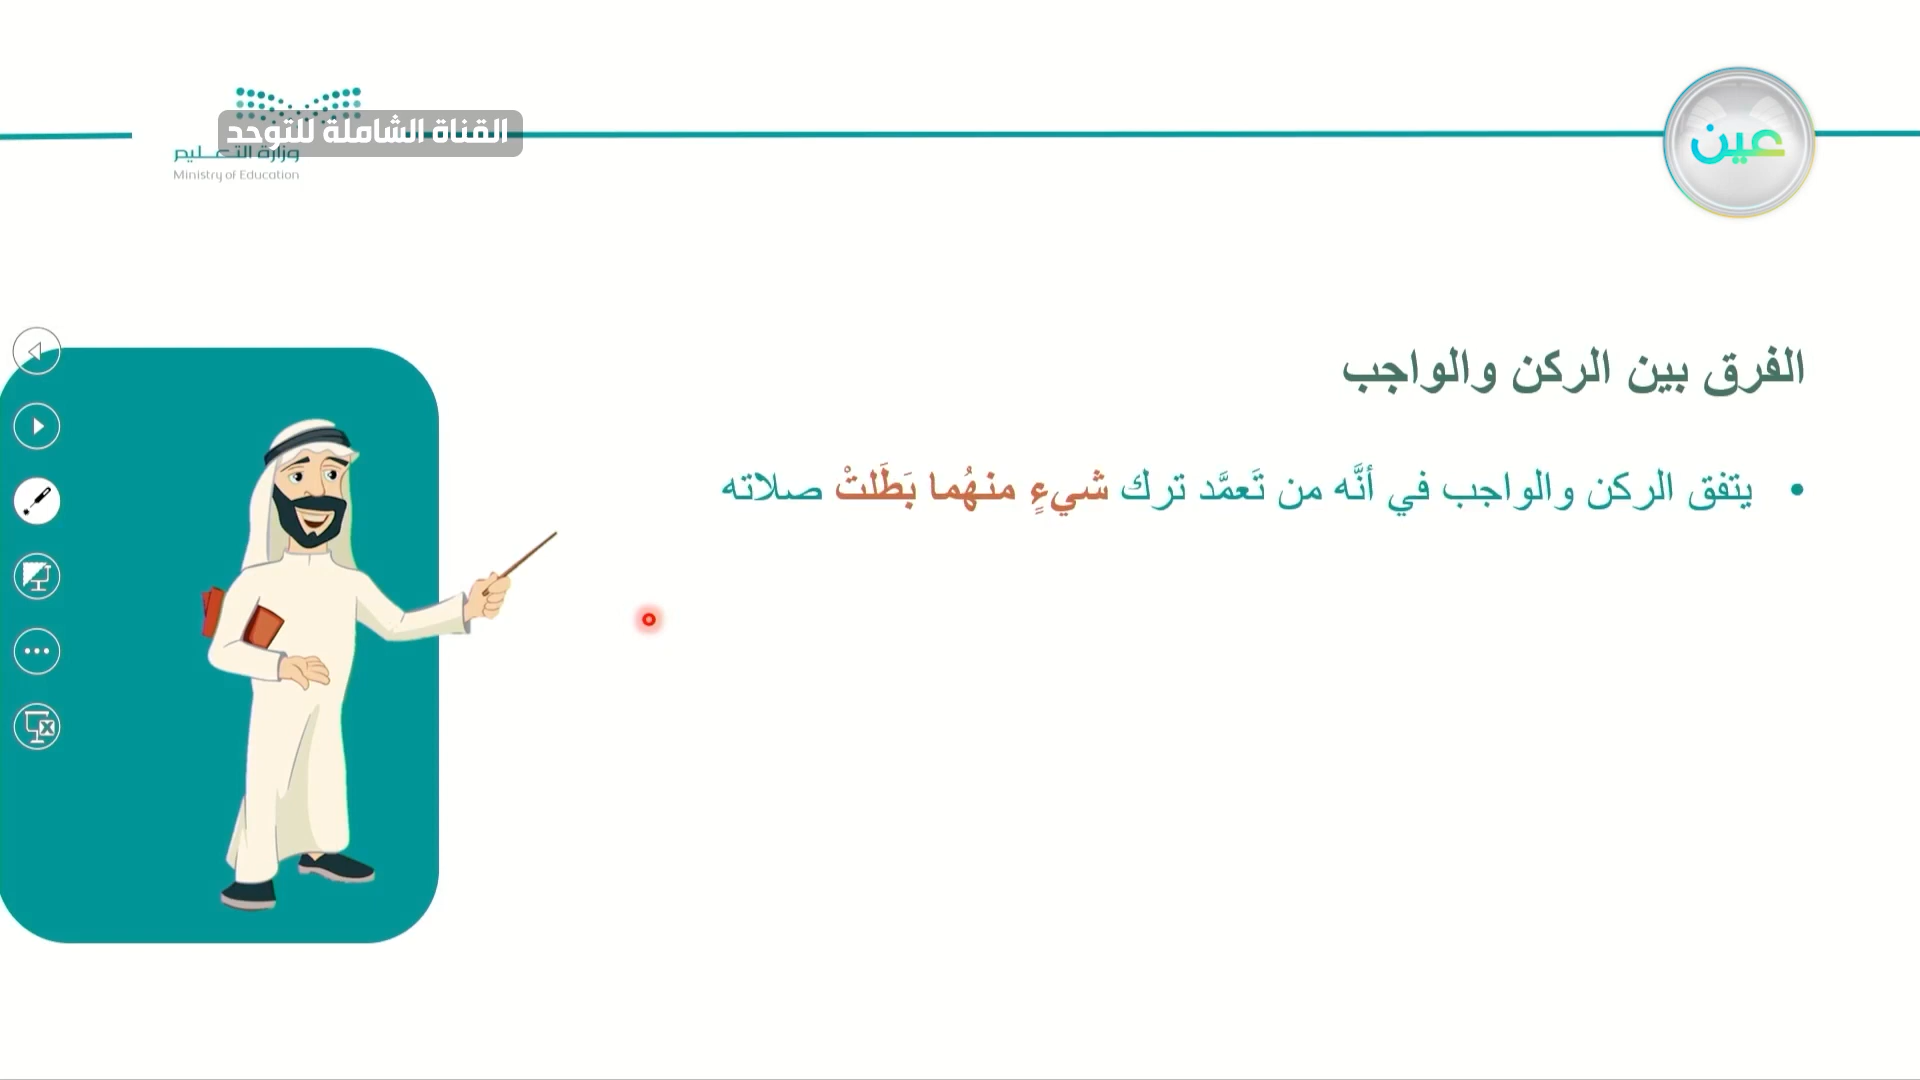 القناة الشاملة للتوحد
وزارة التعليم
Ministry of Education
عين
الفرق بين الركن والواجب
• يتفق الركن والواجب في أنَّه من تَعمَّد ترك شيءٍ منهُما بَطَلتْ صلاته